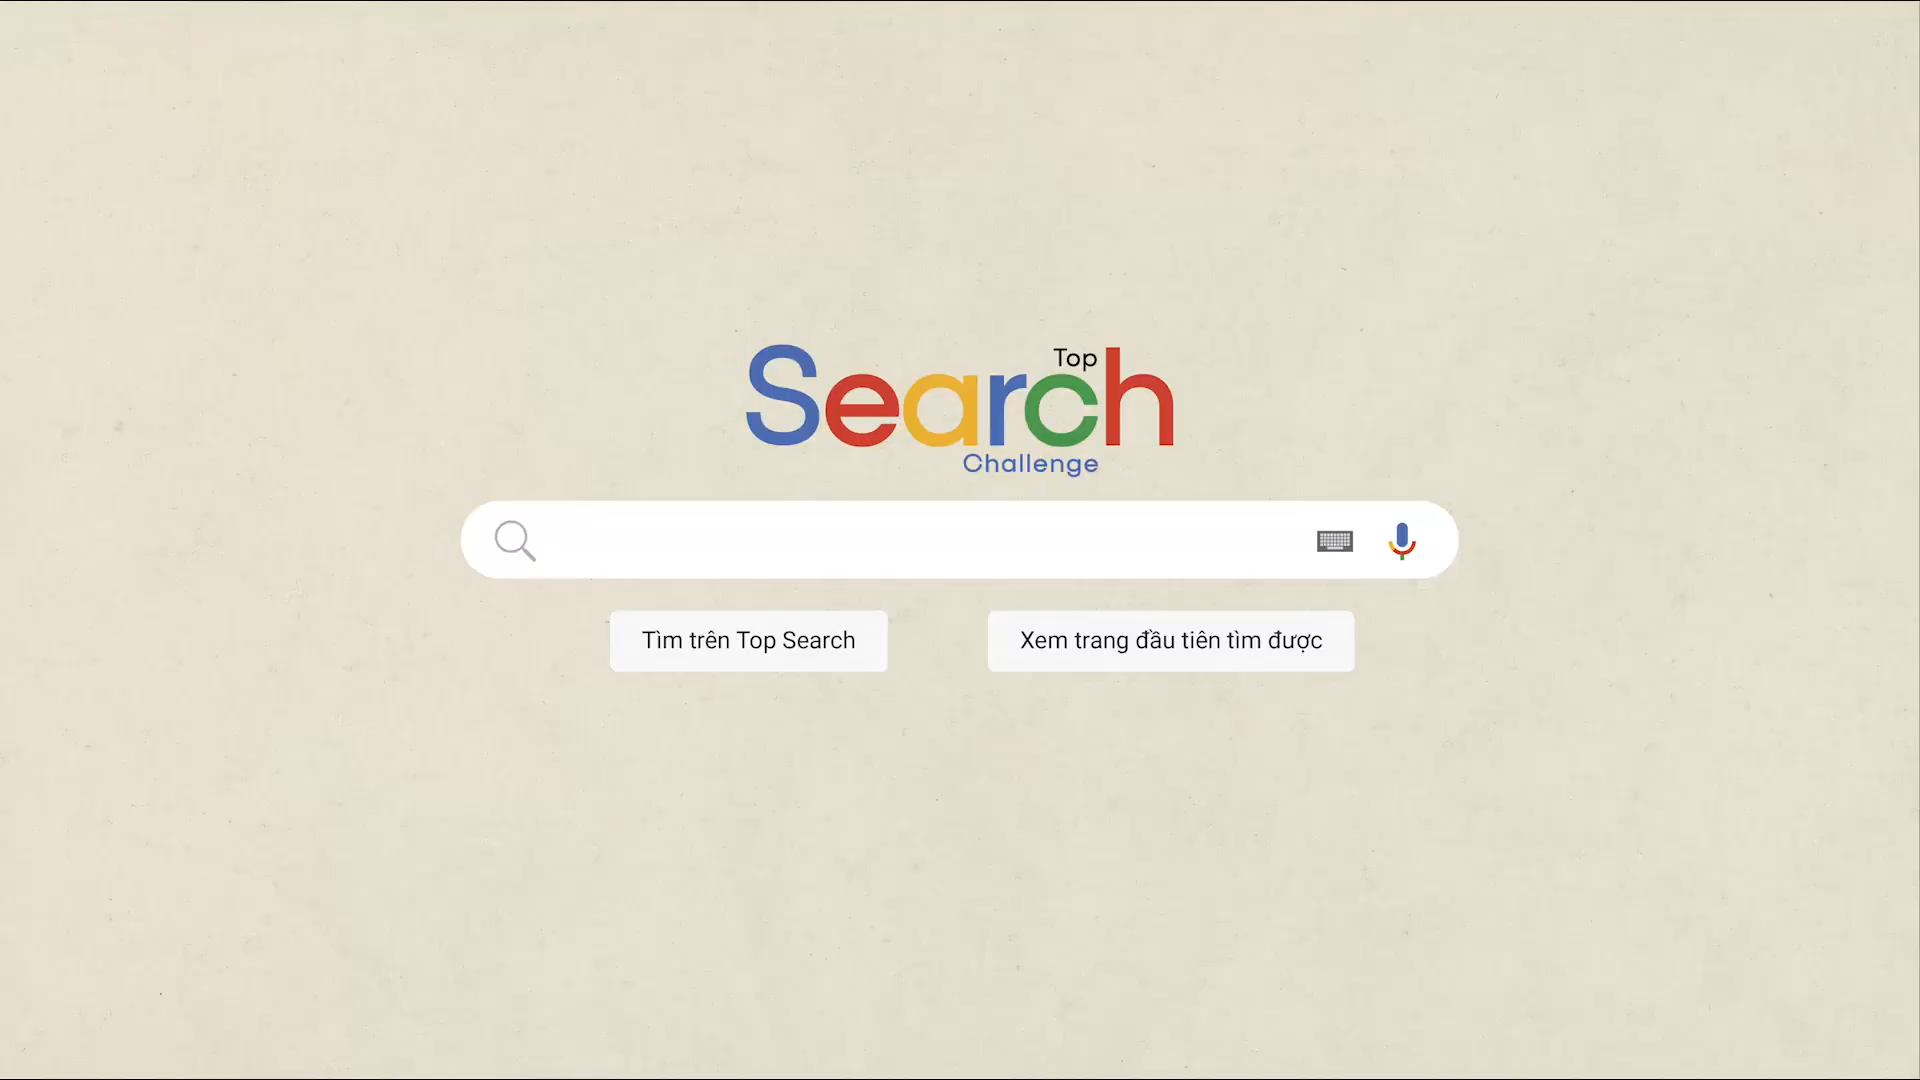 Top
Search
Challenge
Tìm trên Top Search
Xem trang đầu tiên tìm được